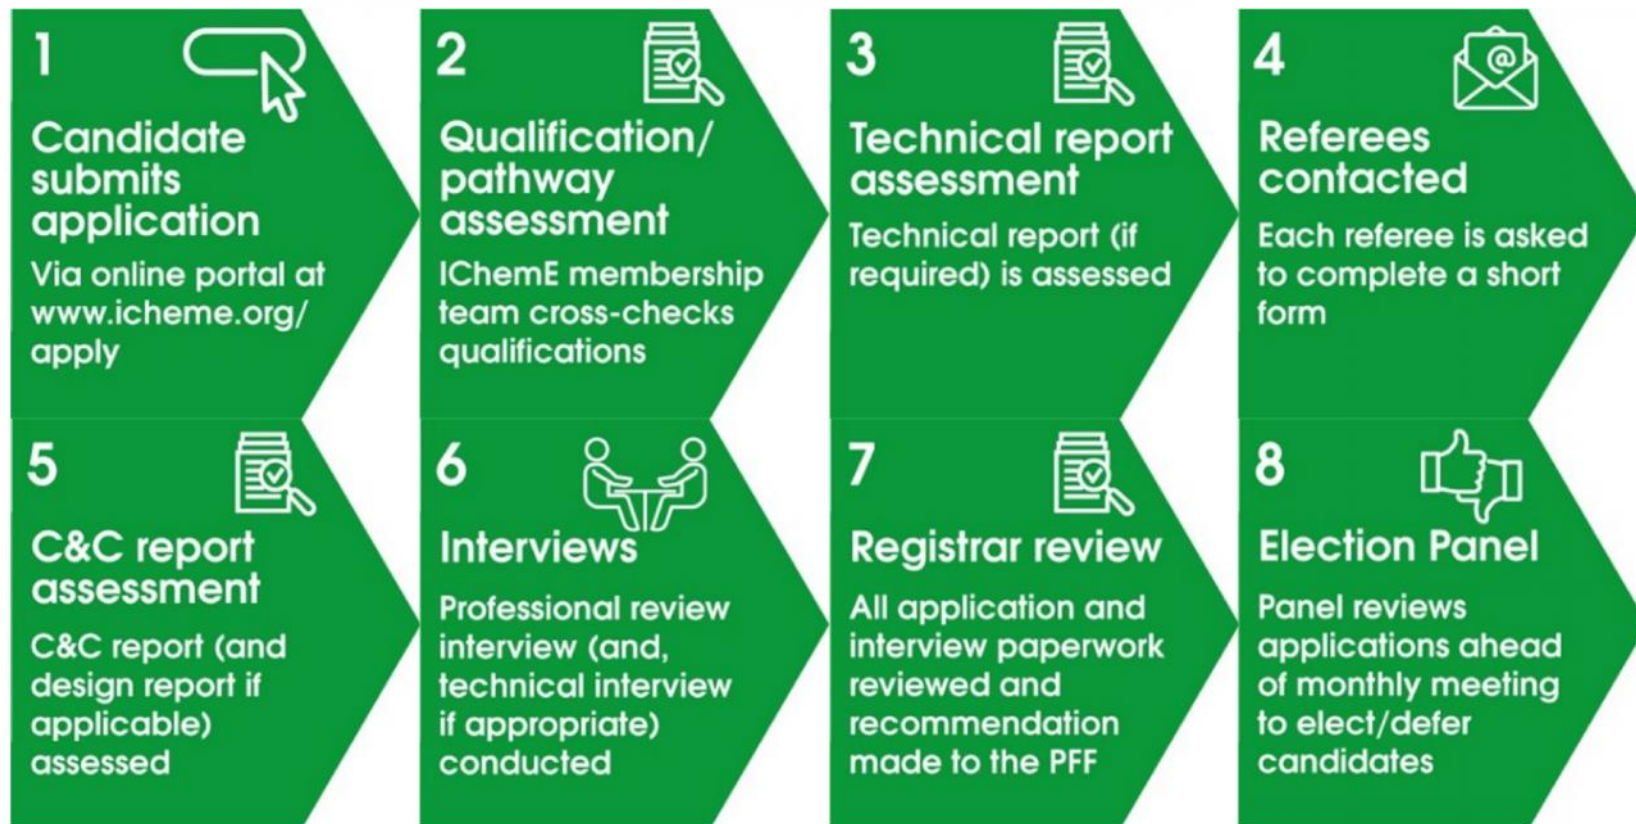 1
Candidate
submits
application
Via online portal at
www.icheme.org/
apply
2
Qualification/
pathway
assessment
IChemE membership
team cross-checks
qualifications
3
Technical report
assessment
Technical report (if
required) is assessed
4
@
Referees
contacted
Each referee is asked
to complete a short
form
5
C&C report
assessment
C&C report (and
design report if
applicable)
assessed
6
Interviews
Professional review
interview (and,
technical interview
if appropriate)
conducted
7
Registrar review
All application and
interview paperwork
reviewed and
recommendation
made to the PFF
8
Election Panel
Panel reviews
applications ahead
of monthly meeting
to elect/defer
candidates